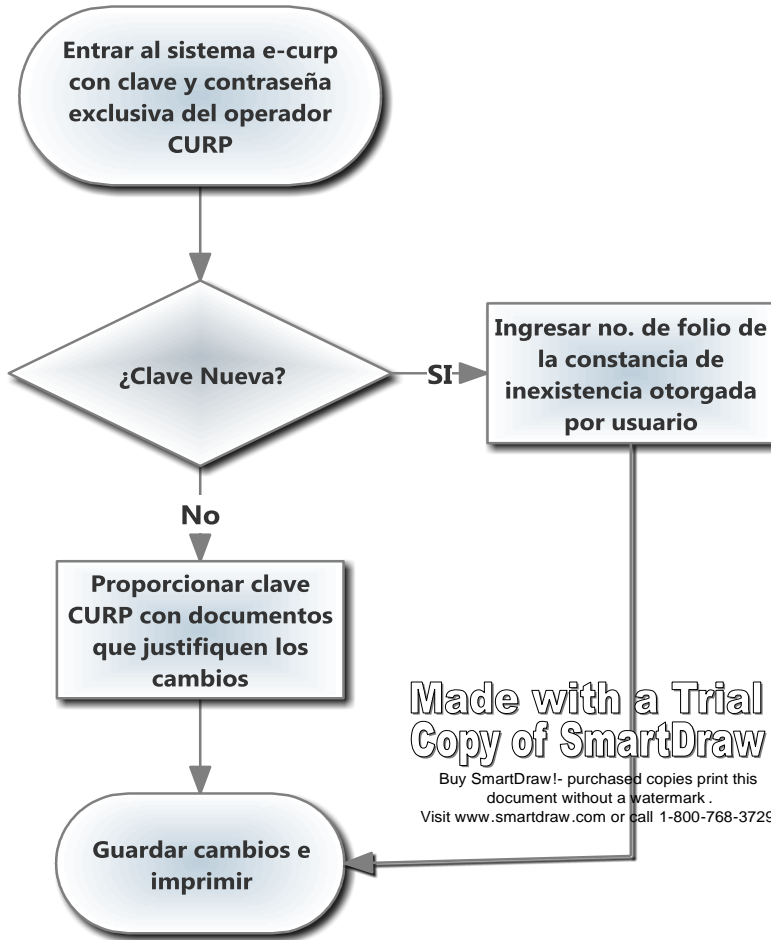 Entrar al sistema e-curp
con clave y contraseña
exclusiva del operador
CURP
¿Clave Nueva?
SI
Ingresar no. de folio de
la constancia de
inexistencia otorgada
por usuario
No
Proporcionar clave
CURP con documentos
que justifiquen los
cambios
Made with a Trial
Copy of SmartDraw
Buy SmartDraw!- purchased copies print this
document without a watermark .
Visit www.smartdraw.com or call 1-800-768-3729
Guardar cambios e
imprimir